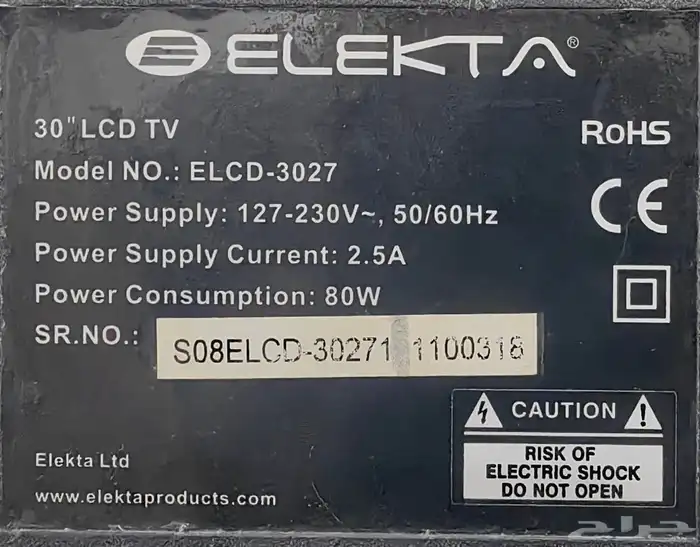 ELEKTA®
30" LCD TV
RoHS
Model NO.: ELCD-3027
CE
Power Supply: 127-230V~, 50/60Hz
Power Supply Current: 2.5A
Power Consumption: 80W
SR.NO.: S08ELCD-30271 1100318
CAUTION
RISK OF
ELECTRIC SHOCK
DO NOT OPEN
Elekta Ltd
www.elektaproducts.com
حراج